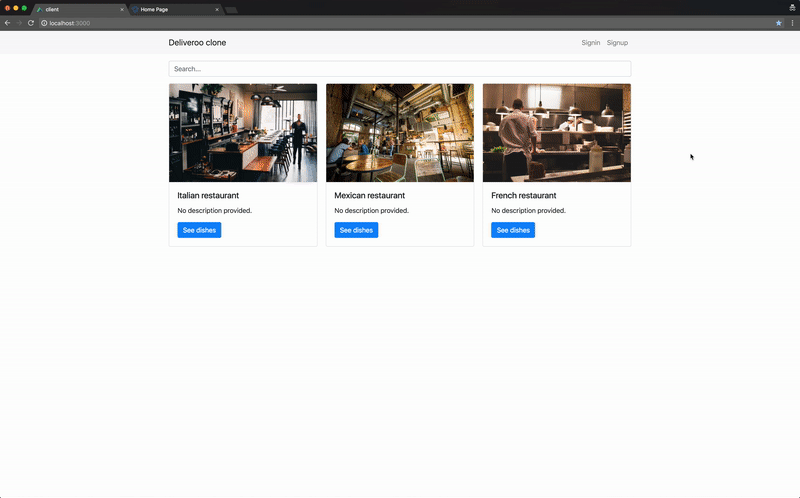 client
Home Page
localhost:3000
Deliveroo clone
Signin Signup
Search...
Italian restaurant
No description provided.
See dishes
Mexican restaurant
No description provided.
See dishes
French restaurant
No description provided.
See dishes